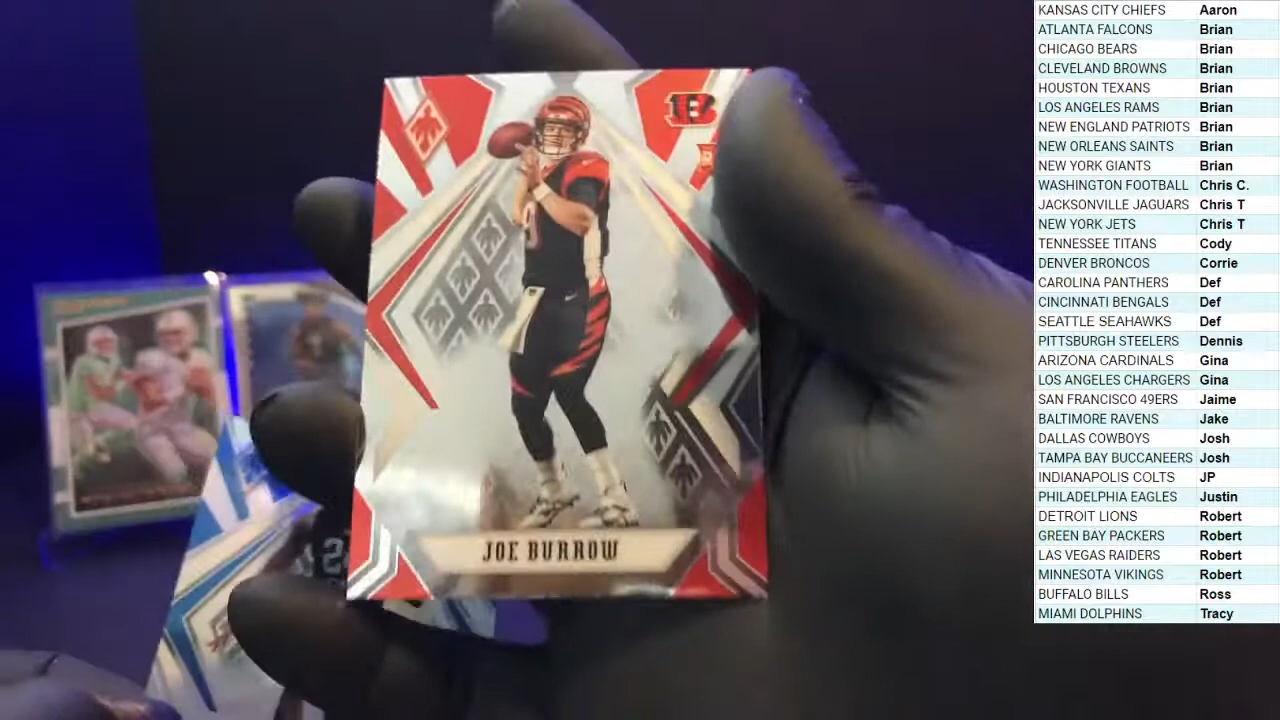 JOE BURROW
KANSAS CITY CHIEFS Aaron
ATLANTA FALCONS Brian
CHICAGO BEARS Brian
CLEVELAND BROWNS Brian
HOUSTON TEXANS Brian
LOS ANGELES RAMS Brian
NEW ENGLAND PATRIOTS Brian
NEW ORLEANS SAINTS Brian
NEW YORK GIANTS Brian
WASHINGTON FOOTBALL Chris C.
JACKSONVILLE JAGUARS Chris T
NEW YORK JETS Chris T
TENNESSEE TITANS Cody
DENVER BRONCOS Corrie
CAROLINA PANTHERS Def
CINCINNATI BENGALS Def
SEATTLE SEAHAWKS Def
PITTSBURGH STEELERS Dennis
ARIZONA CARDINALS Gina
LOS ANGELES CHARGERS Gina
SAN FRANCISCO 49ERS Jaime
BALTIMORE RAVENS Jake
DALLAS COWBOYS Josh
TAMPA BAY BUCCANEERS Josh
INDIANAPOLIS COLTS JP
PHILADELPHIA EAGLES Justin
DETROIT LIONS Robert
GREEN BAY PACKERS Robert
LAS VEGAS RAIDERS Robert
MINNESOTA VIKINGS Robert
BUFFALO BILLS Ross
MIAMI DOLPHINS Tracy